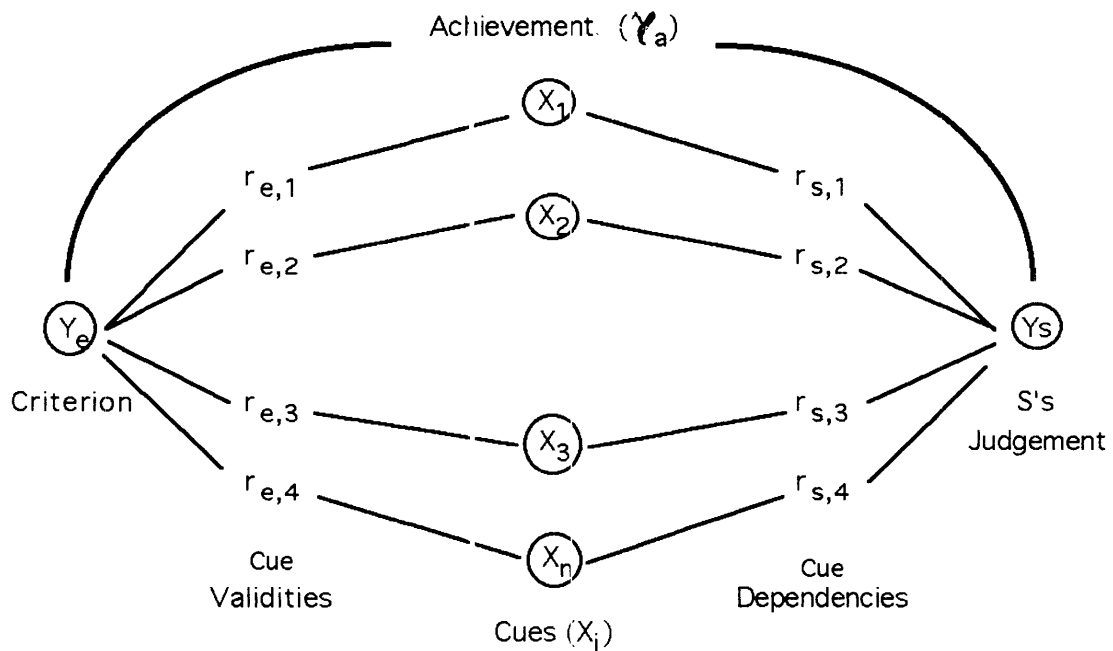 Achievement. (γa)
X1
re,1
rs,1
X2
re,2
rs,2
Ye
Ys
Criterion
S's
Judgement
re,3
rs,3
X3
re,4
rs,4
Xn
Cue
Validities
Cue
Dependencies
Cues (Xi)